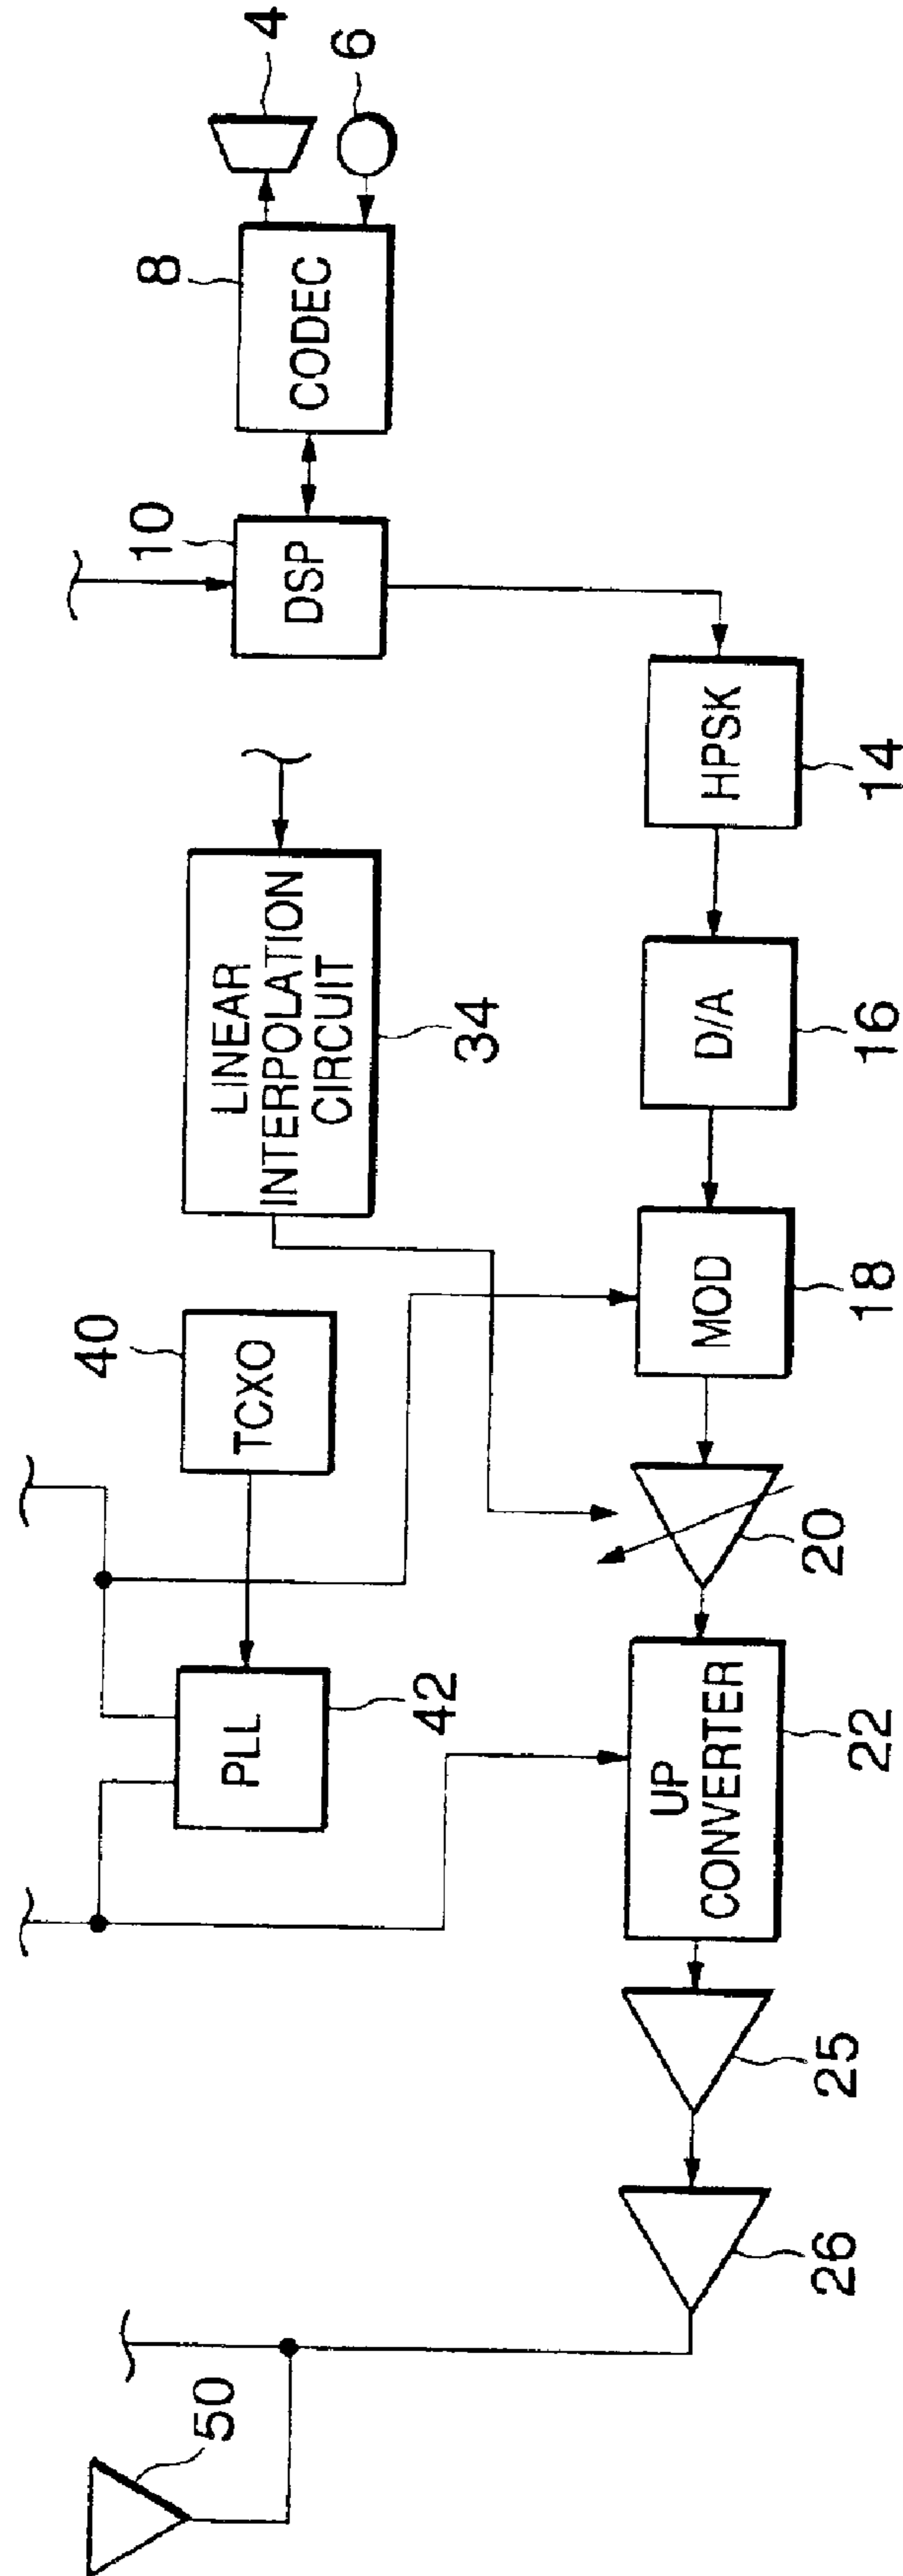 50
26
25
UP
CONVERTER
22
PLL
42
TCXO
40
20
MOD
18
LINEAR
INTERPOLATION
CIRCUIT
34
D/A
16
HPSK
14
DSP
10
CODEC
8
4
6